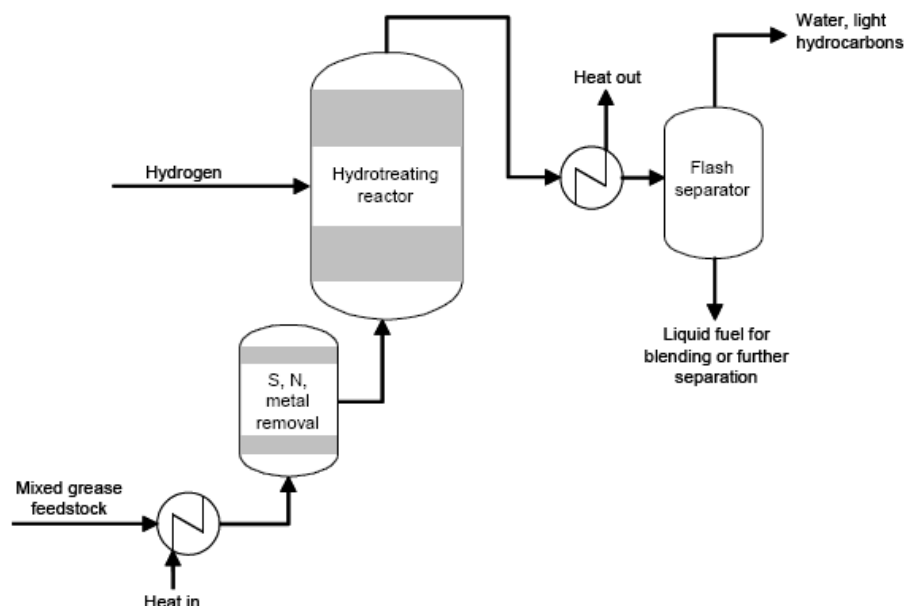 Water, light
hydrocarbons
Heat out
Hydrogen
Hydrotreating
reactor
Flash
separator
Liquid fuel for
blending or further
separation
S, N,
metal
removal
Mixed grease
feedstock
Heat in